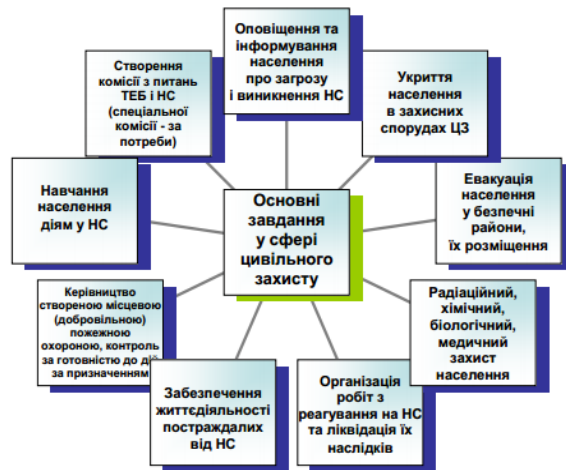 Оповіщення та
інформування
населення
про загрозу
і виникнення НС
Створення
комісії з питань
ТЕБ і НС
(спеціальної
комісії - за
потреби)
Укриття
населення
в захисних
спорудах ЦЗ
Навчання
населення
діям у НС
Основні
завдання
у сфері
цивільного
захисту
Евакуація
населення
у безпечні
райони,
їх розміщення
Керівництво
створеною місцевою
(добровільною)
пожежною
охороною, контроль
за готовністю до дій
за призначенням
Радіаційний,
хімічний,
біологічний,
медичний
захист
населення
Забезпечення
життєдіяльності
постраждалих
від НС
Організація
робіт з
реагування на НС
та ліквідація їх
наслідків